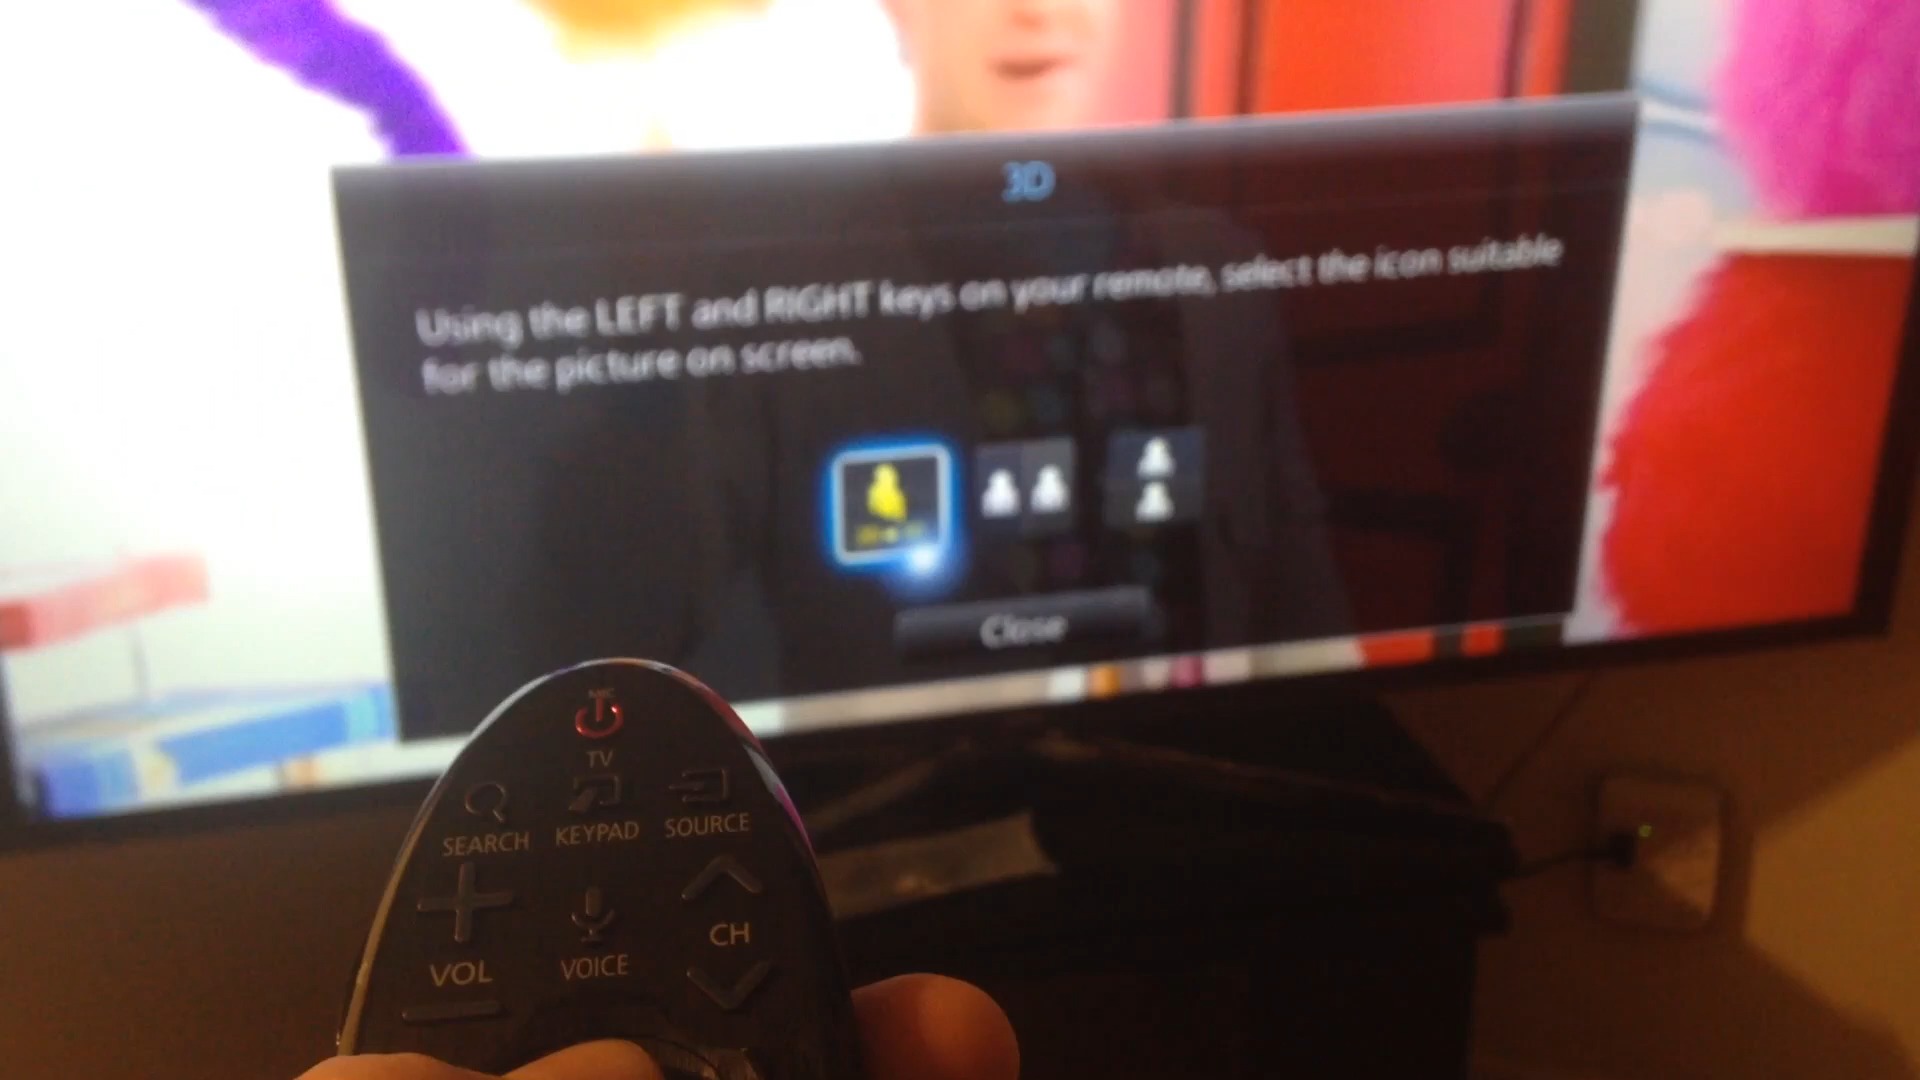 3D
Using the LEFT and RIGHT keys on your remote, select the icon suitable
for the picture on screen.
Close
MIC
TV
SEARCH KEYPAD SOURCE
VOL VOICE CH